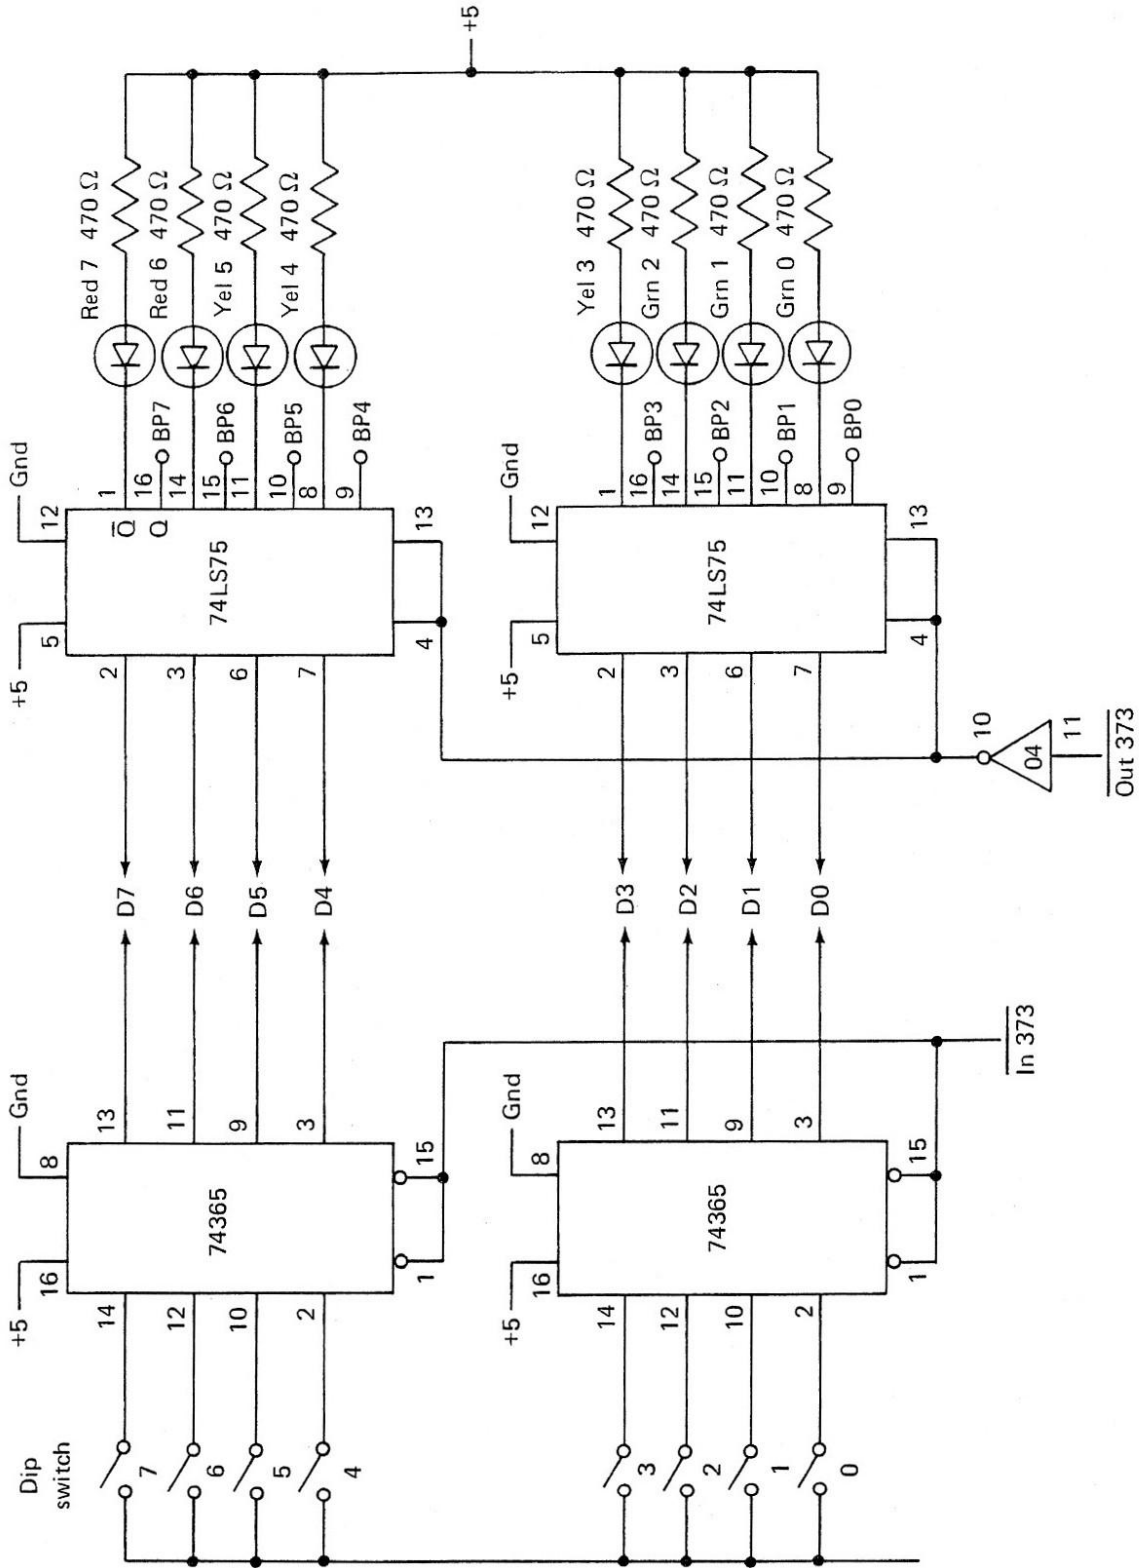 Dip
switch
7
6
5
4
3
2
1
0
+5
16
8
Gnd
14
12
10
2
74365
13
11
9
3
1
15
+5
16
8
Gnd
14
12
10
2
74365
13
11
9
3
1
15
In 373
D7
D6
D5
D4
D3
D2
D1
D0
+5
5
12
Gnd
2
3
6
7
74LS75
Q̅
Q
1
16
14
15
11
10
8
9
4
13
BP7
BP6
BP5
BP4
Red 7 470 Ω
Red 6 470 Ω
Yel 5 470 Ω
Yel 4 470 Ω
+5
+5
5
12
Gnd
2
3
6
7
74LS75
1
16
14
15
11
10
8
9
4
13
BP3
BP2
BP1
BP0
Yel 3 470 Ω
Grn 2 470 Ω
Grn 1 470 Ω
Grn 0 470 Ω
10
04
11
Out 373